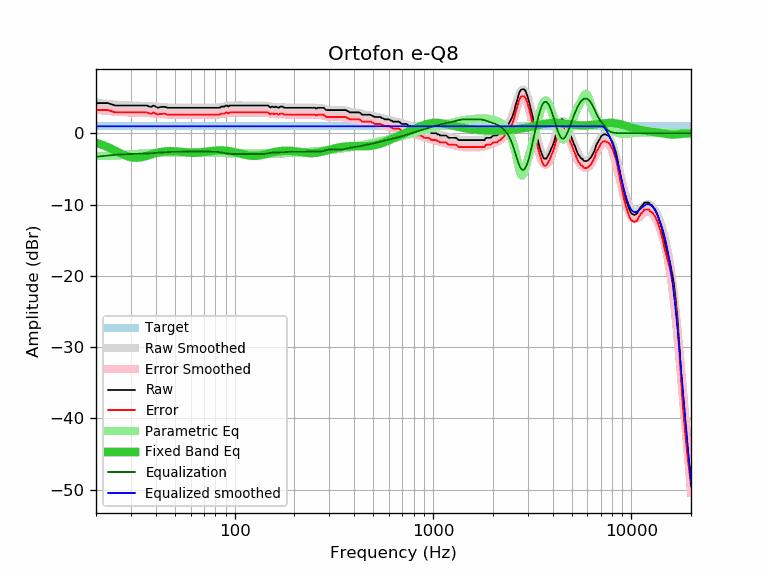 Ortofon e-Q8
Amplitude (dBr)
0
−10
−20
−30
−40
−50
Target
Raw Smoothed
Error Smoothed
Raw
Error
Parametric Eq
Fixed Band Eq
Equalization
Equalized smoothed
100
1000
10000
Frequency (Hz)